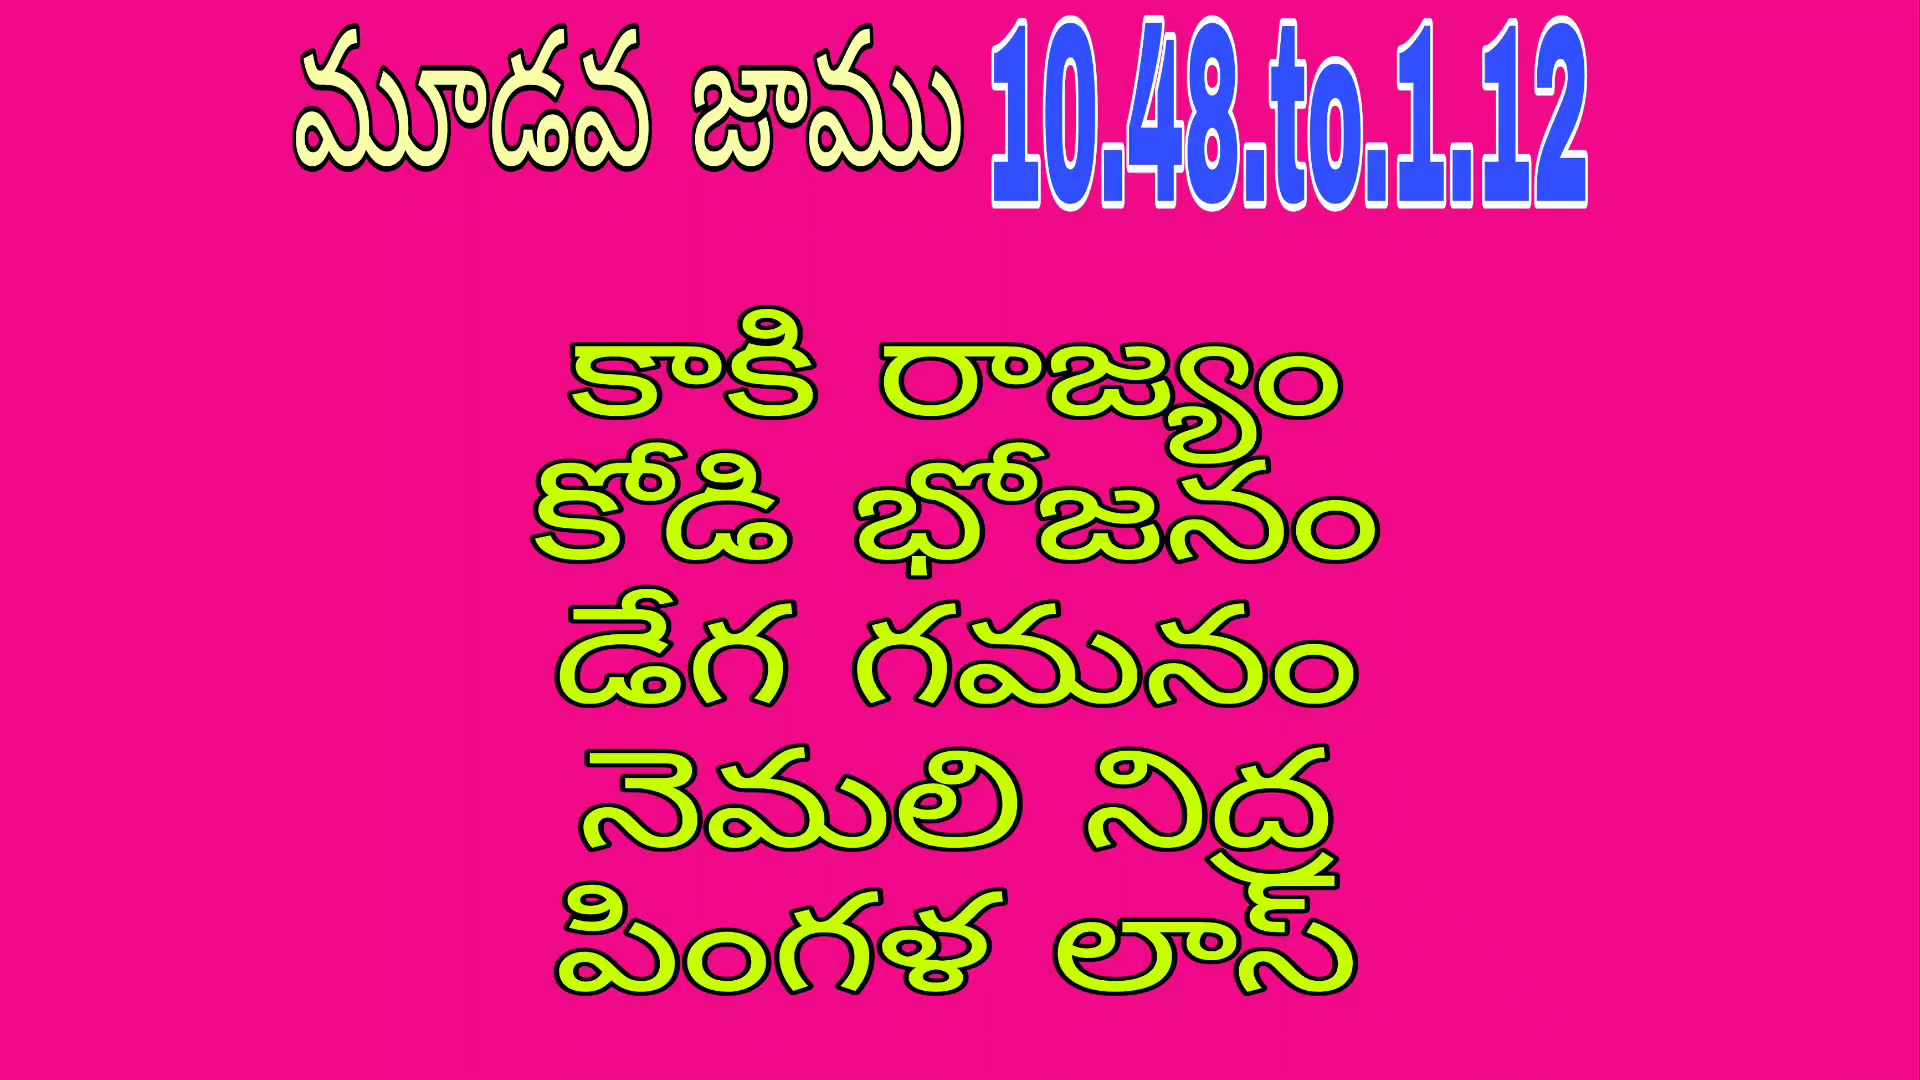 మూడవ జాము 10.48.to.1.12
కాకి రాజ్యం
కోడి భోజనం
డేగ గమనం
నెమలి నిద్ర
పింగళ లాస్